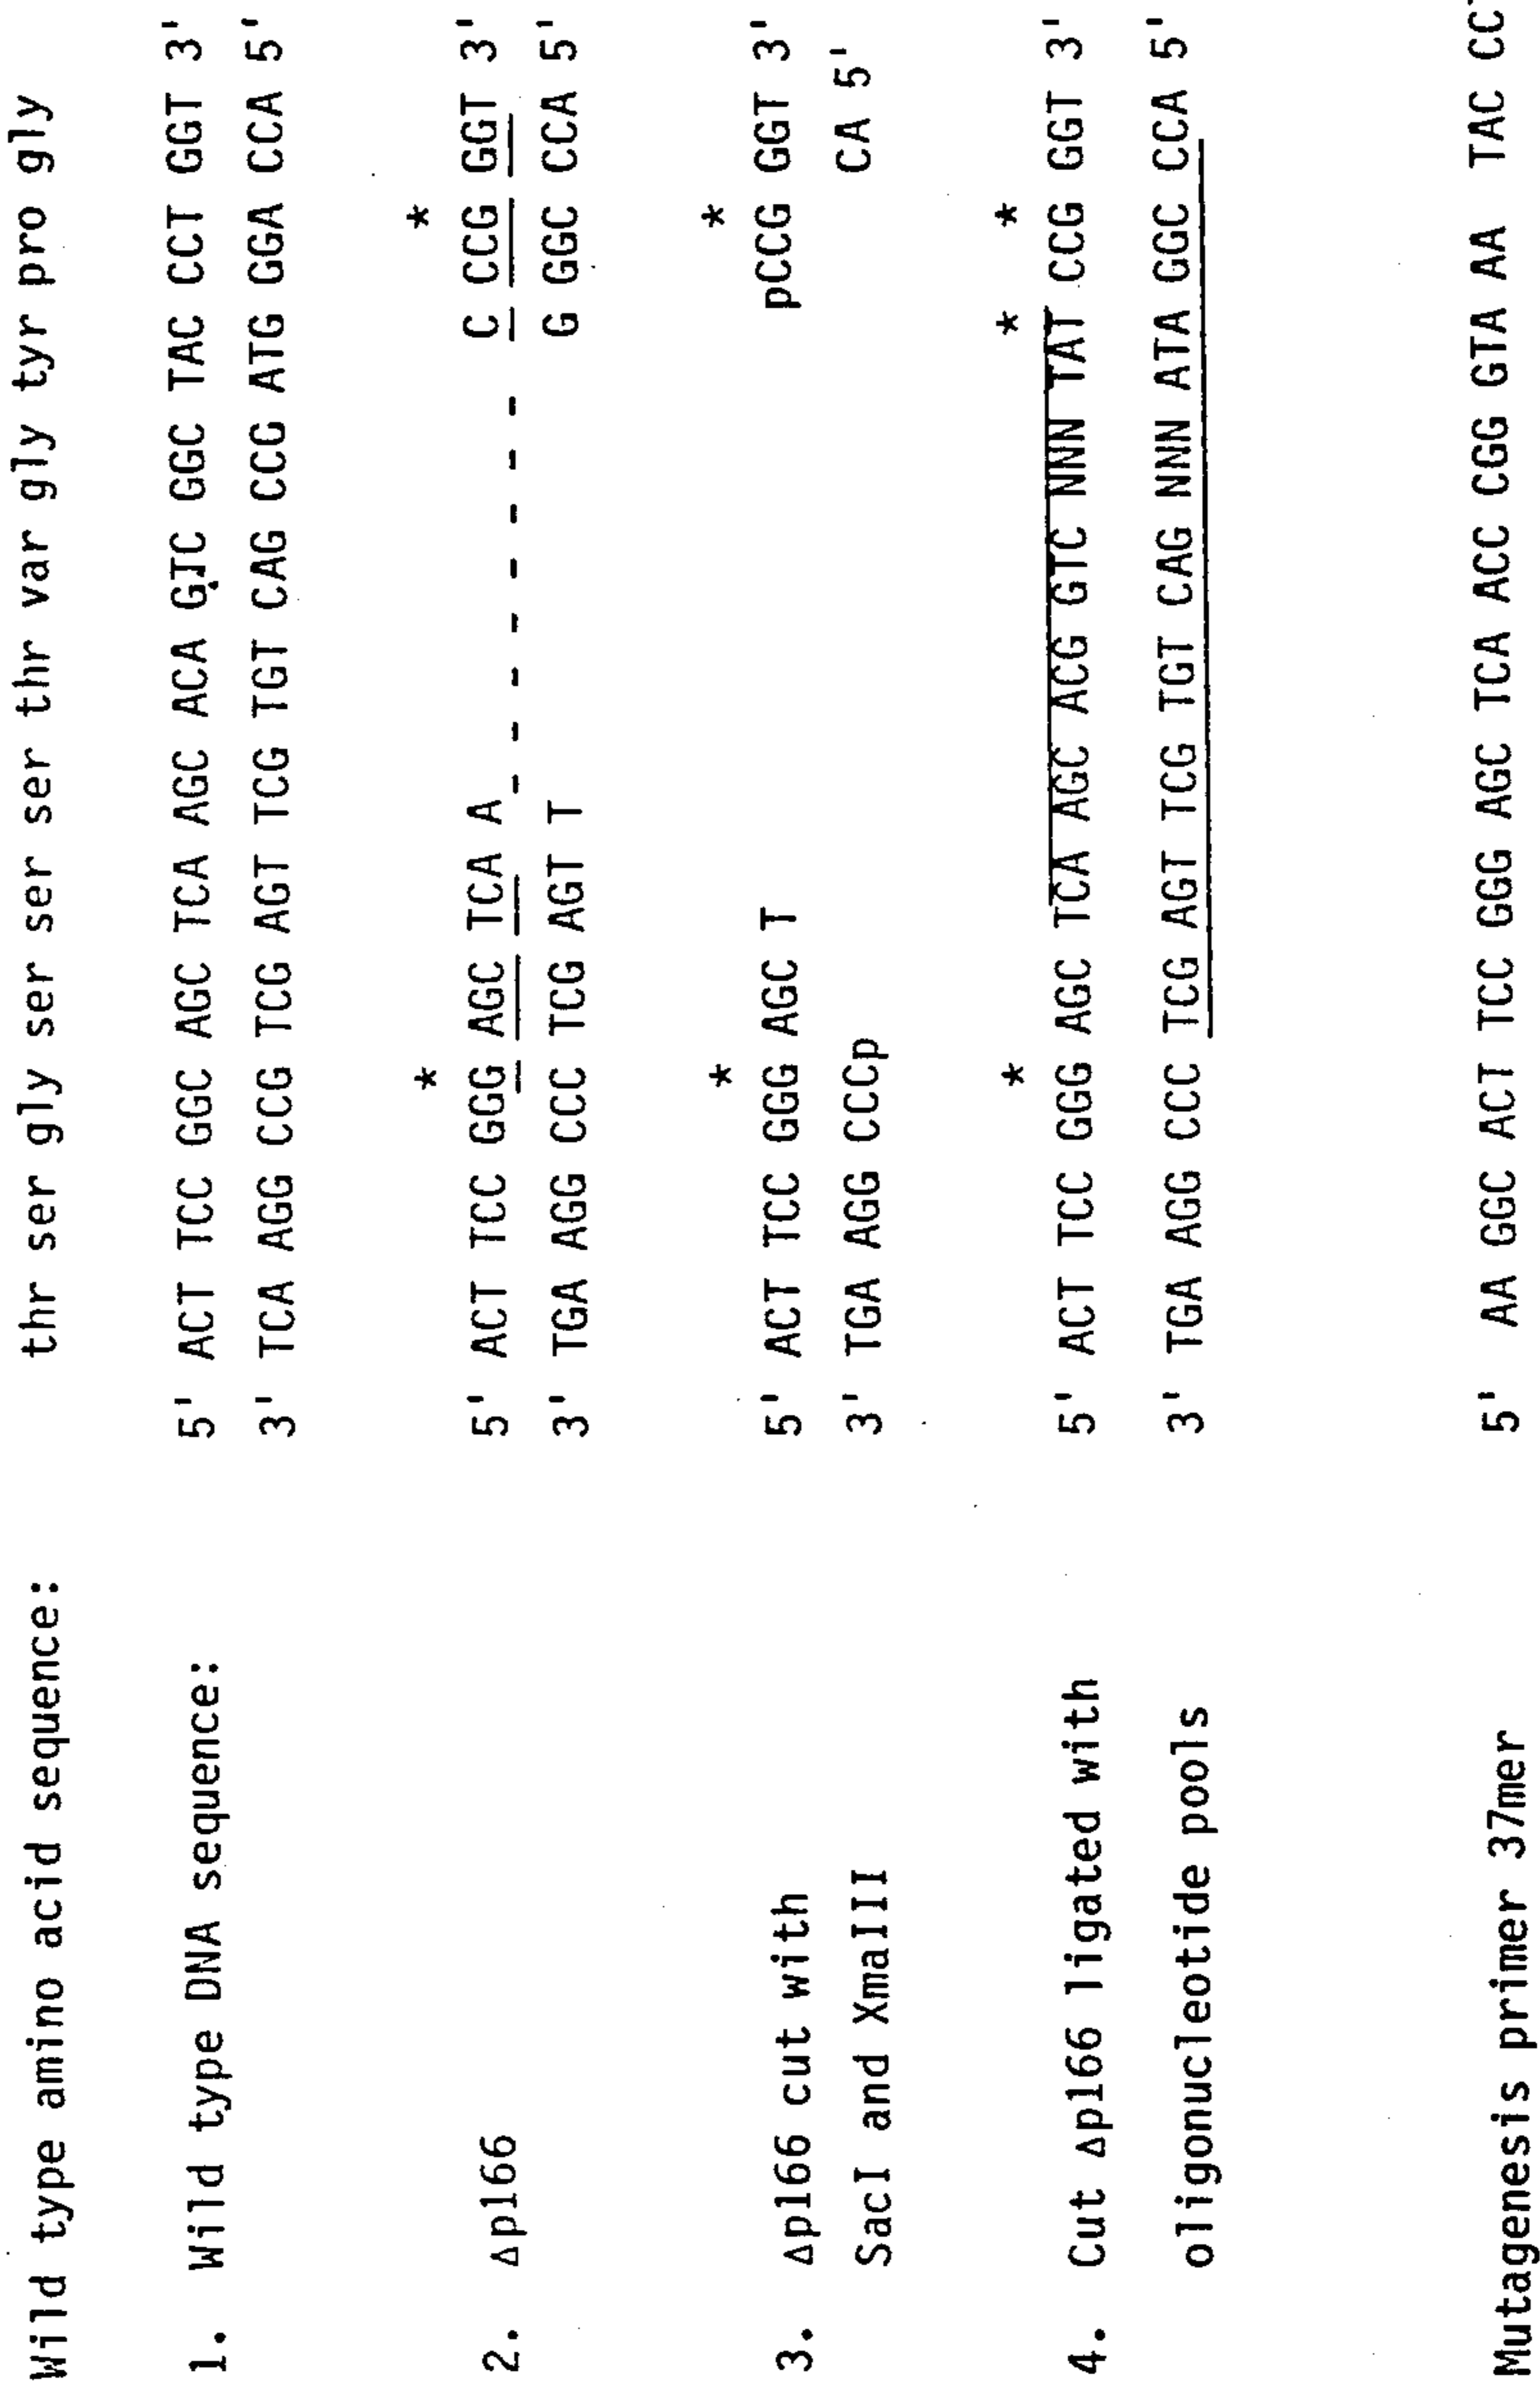 Wild type amino acid sequence: thr ser gly ser ser ser thr var gly tyr pro gly
1. Wild type DNA sequence: 5' ACT TCC GGC AGC TCA AGC ACA GTC GGC TAC CCT GGT 3'
3' TCA AGG CCG TCG AGT TCG TGT CAG CCG ATG GGA CCA 5'
* *
2. Δp166 5' ACT TCC GGG AGC TCA A - - - - - - - - C CCG GGT 3'
3' TGA AGG CCC TCG AGT T G GGC CCA 5'
* *
3. Δp166 cut with 5' ACT TCC GGG AGC T pCCG GGT 3'
SacI and XmaIII 3' TGA AGG CCCp CA 5'
* * *
4. Cut Δp166 ligated with 5' ACT TCC GGG AGC TCA AGC ACG GTC NNN TAT CCG GGT 3'
oligonucleotide pools 3' TGA AGG CCC TCG AGT TCG TGT CAG NNN ATA GGC CCA 5'
Mutagenesis primer 37mer 5' AA GGC ACT TCC GGG AGC TCA ACC CGG GTA AA TAC